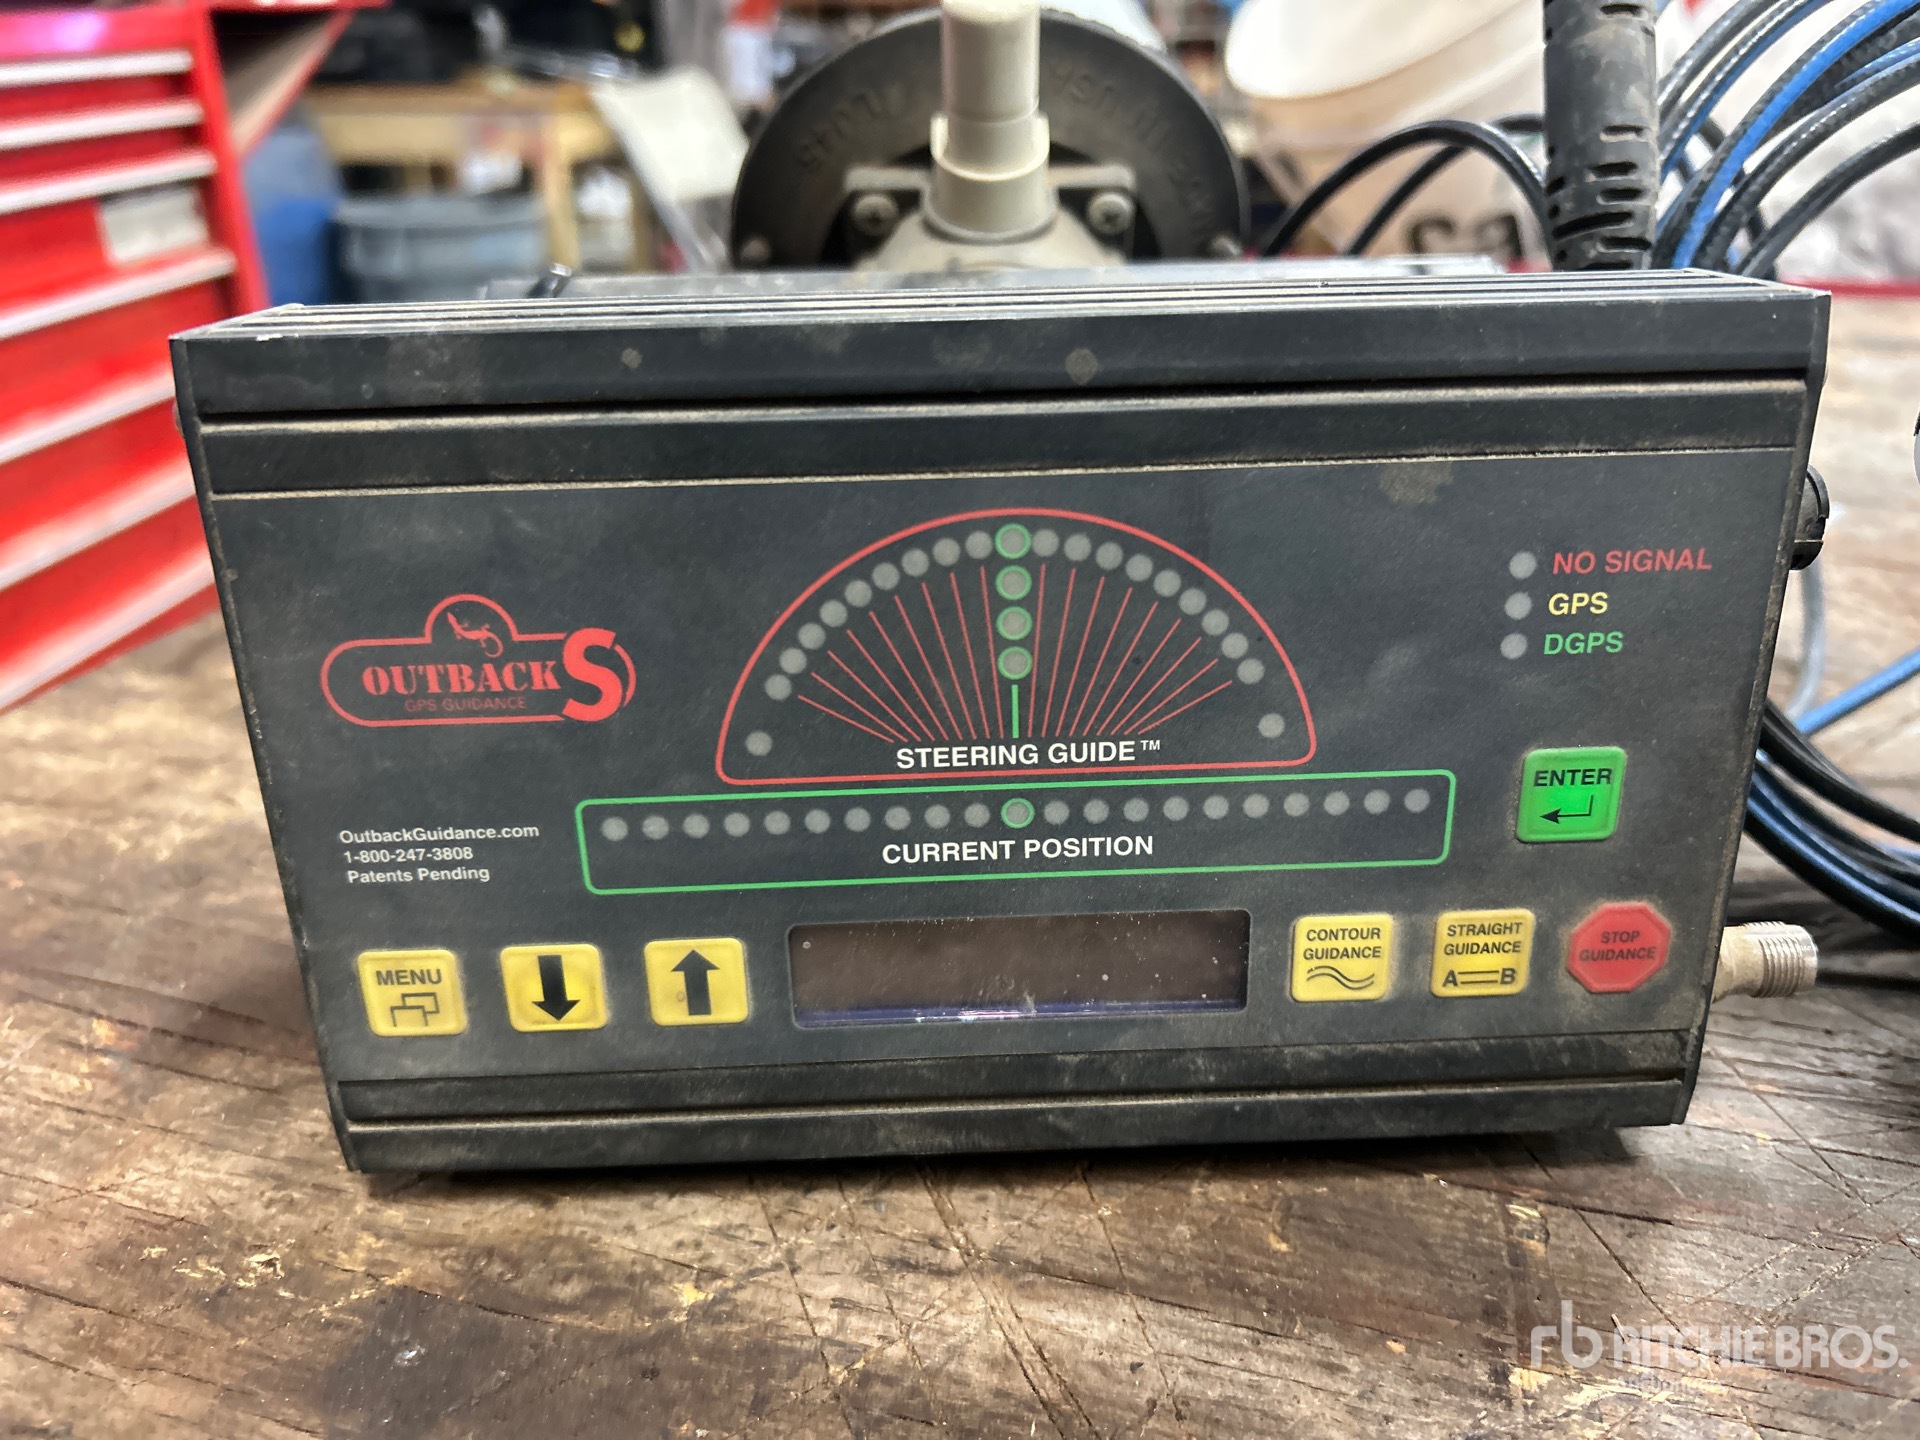 NO SIGNAL
GPS
DGPS
OUTBACK S
GPS GUIDANCE
STEERING GUIDE™
ENTER
OutbackGuidance.com
1-800-247-3808
Patents Pending
CURRENT POSITION
MENU
CONTOUR
GUIDANCE
STRAIGHT
GUIDANCE
A B
STOP
GUIDANCE
rb RITCHIE BROS.